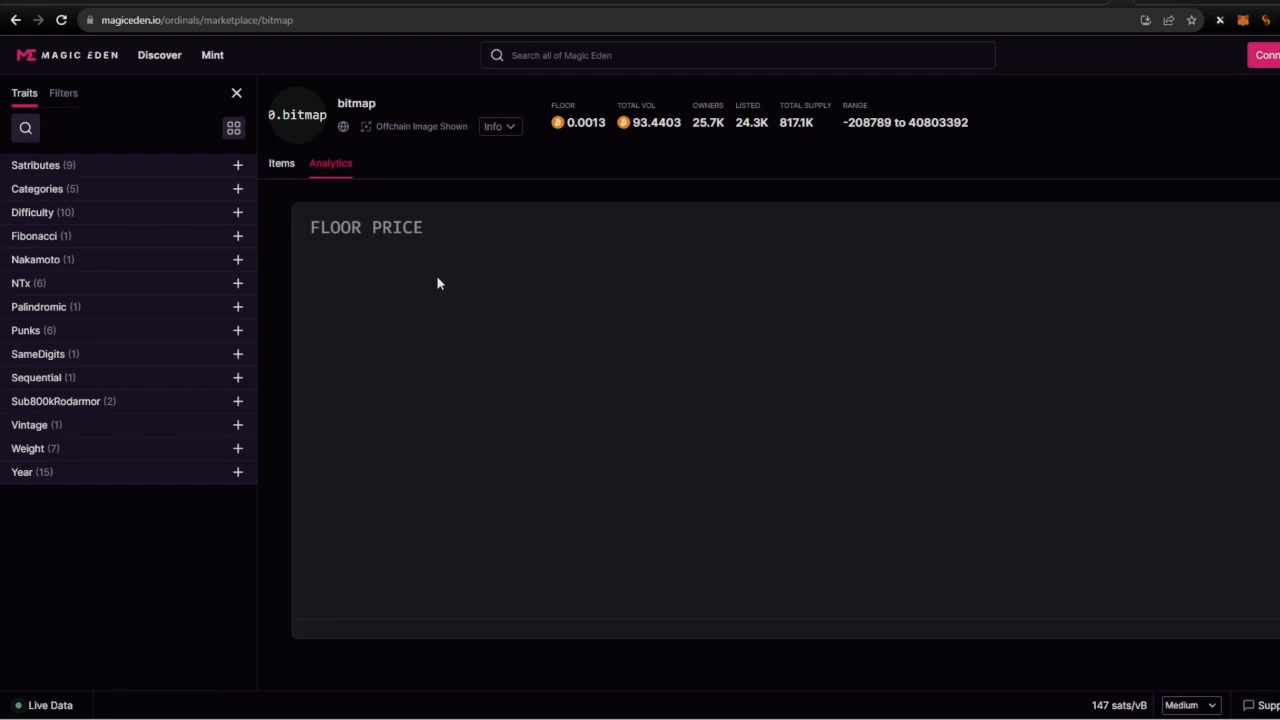 magiceden.io/ordinals/marketplace/bitmap
MAGIC EDEN
Discover
Mint
Search all of Magic Eden
Conn
Traits
Filters
0.bitmap
bitmap
Offchain Image Shown
Info
FLOOR
0.0013
TOTAL VOL
93.4403
OWNERS
25.7K
LISTED
24.3K
TOTAL SUPPLY
817.1K
RANGE
-208789 to 40803392
Items
Analytics
Satributes (9)
Categories (5)
Difficulty (10)
Fibonacci (1)
Nakamoto (1)
NTx (6)
Palindromic (1)
Punks (6)
SameDigits (1)
Sequential (1)
Sub800kRodarmor (2)
Vintage (1)
Weight (7)
Year (15)
FLOOR PRICE
Live Data
147 sats/vB
Medium
Supp